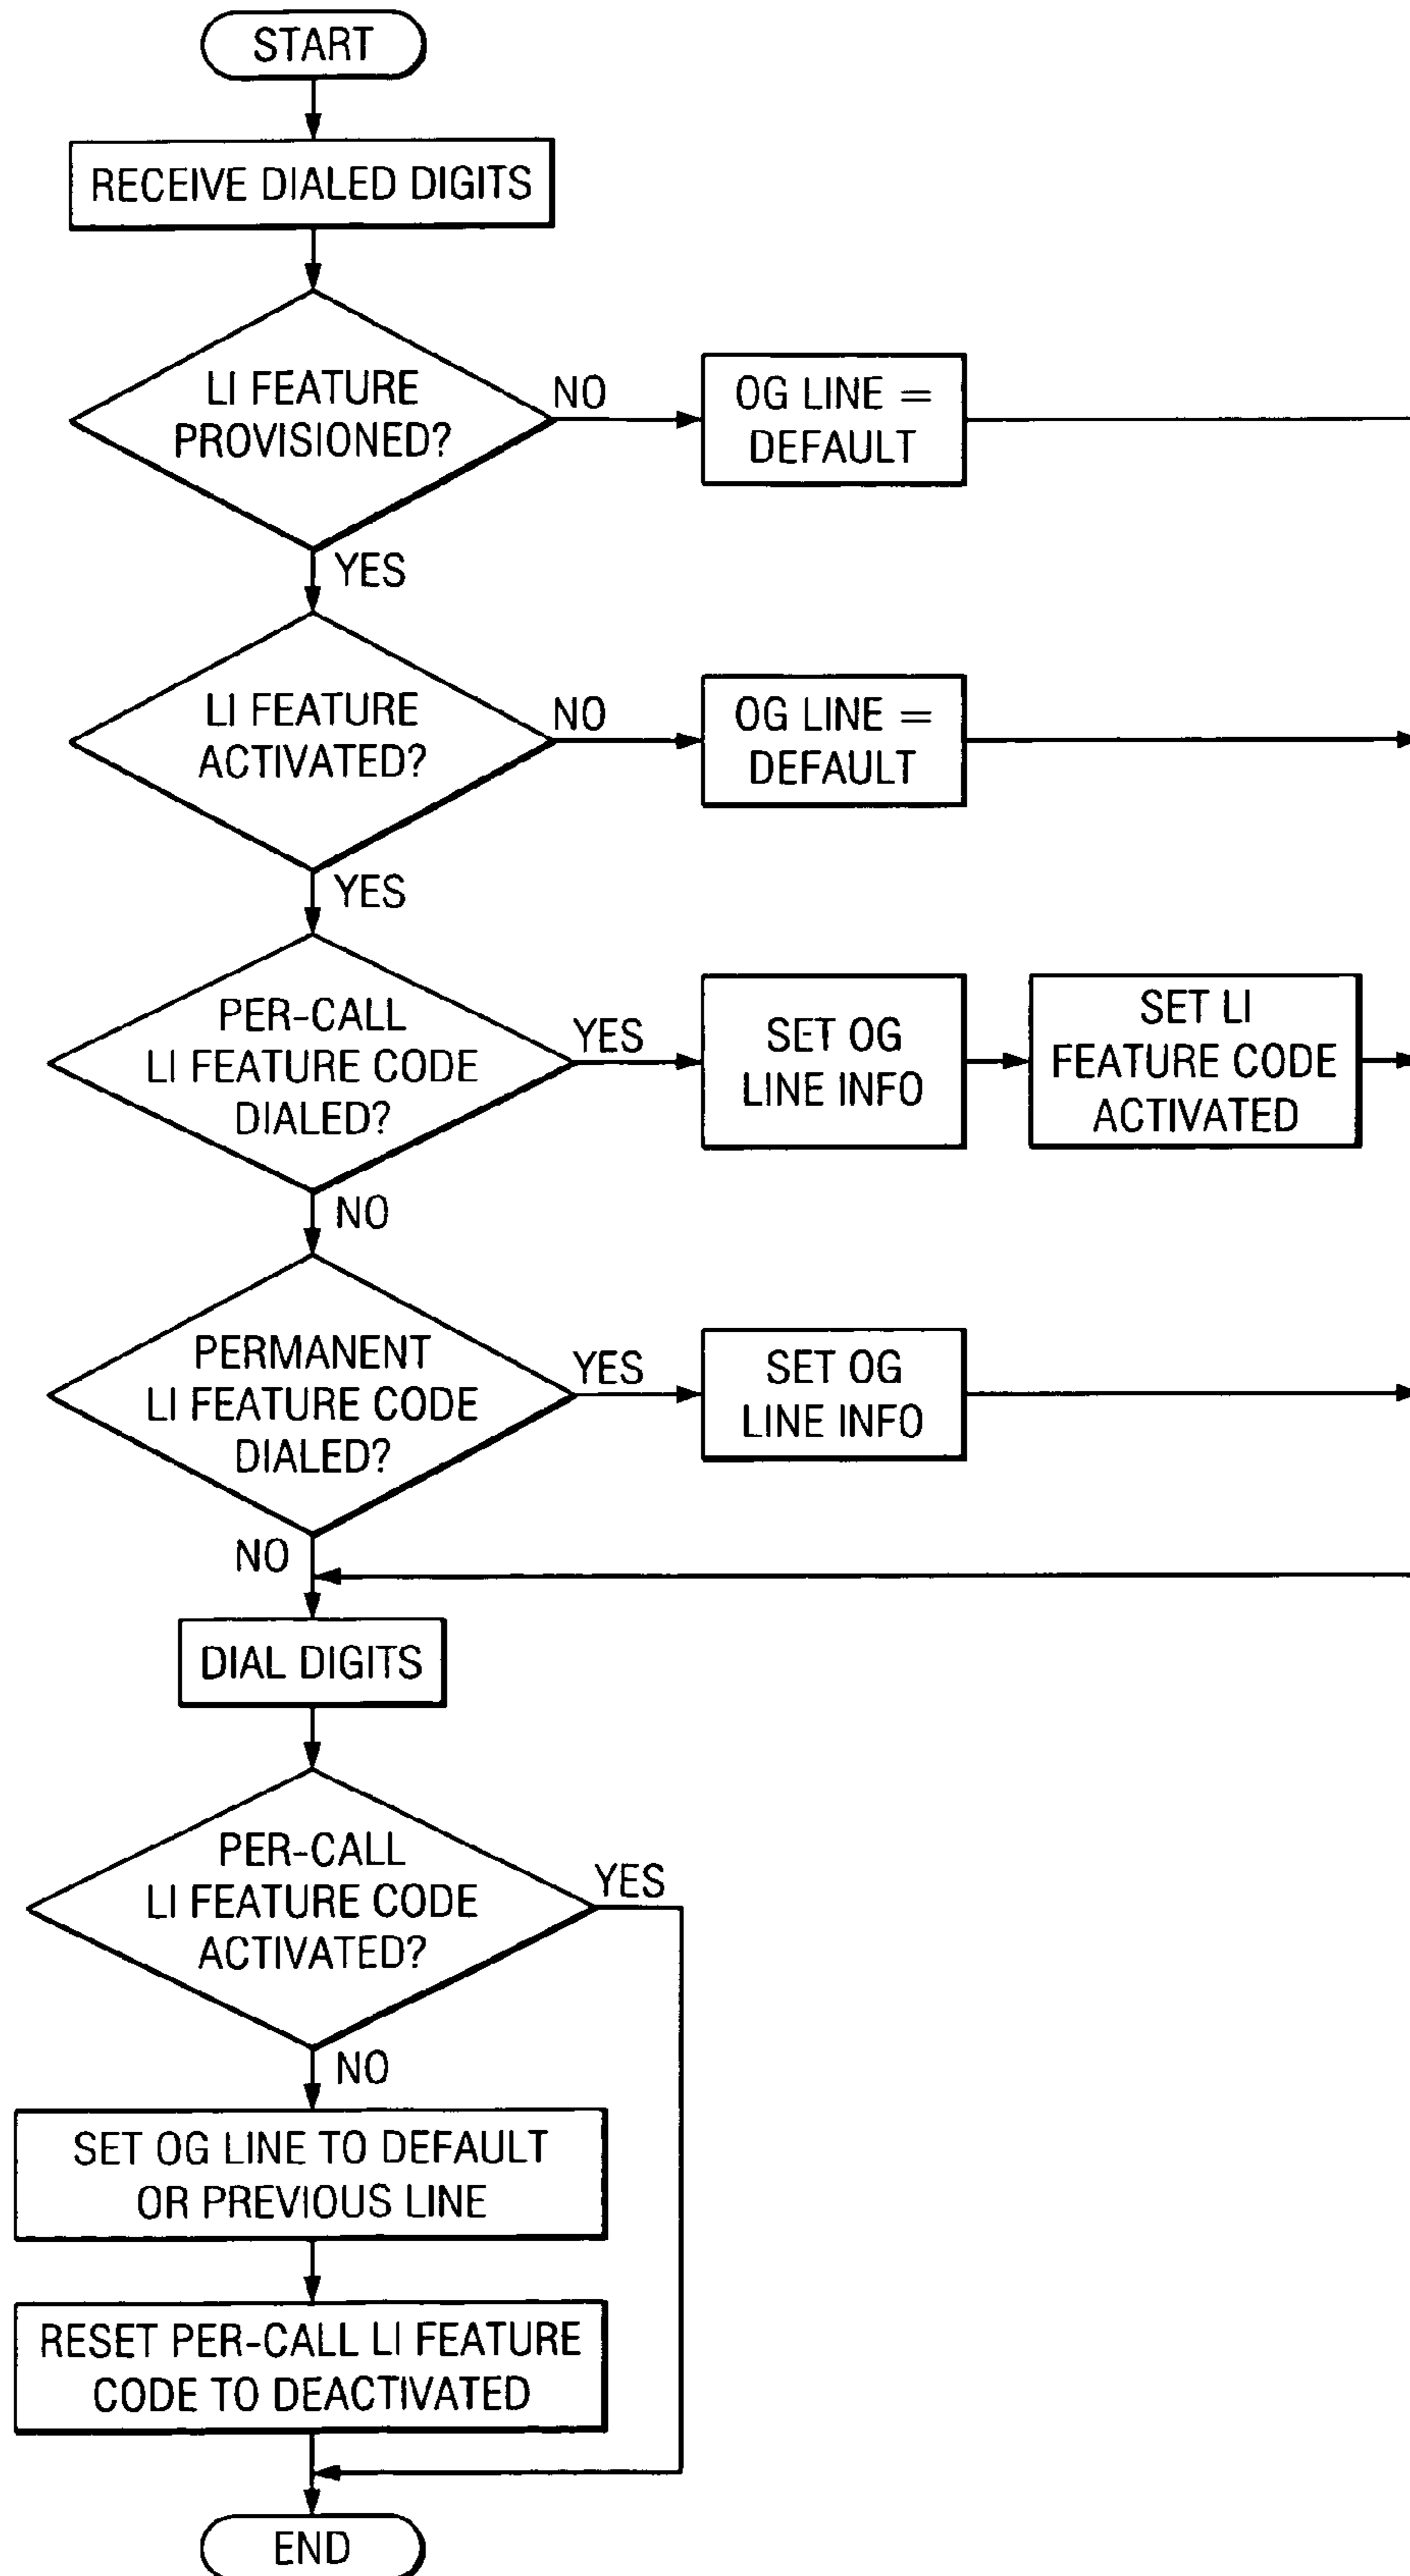 START
RECEIVE DIALED DIGITS
LI FEATURE
PROVISIONED?
NO
OG LINE =
DEFAULT
YES
LI FEATURE
ACTIVATED?
NO
OG LINE =
DEFAULT
YES
PER-CALL
LI FEATURE CODE
DIALED?
YES
SET OG
LINE INFO
SET LI
FEATURE CODE
ACTIVATED
NO
PERMANENT
LI FEATURE CODE
DIALED?
YES
SET OG
LINE INFO
NO
DIAL DIGITS
PER-CALL
LI FEATURE CODE
ACTIVATED?
YES
NO
SET OG LINE TO DEFAULT
OR PREVIOUS LINE
RESET PER-CALL LI FEATURE
CODE TO DEACTIVATED
END